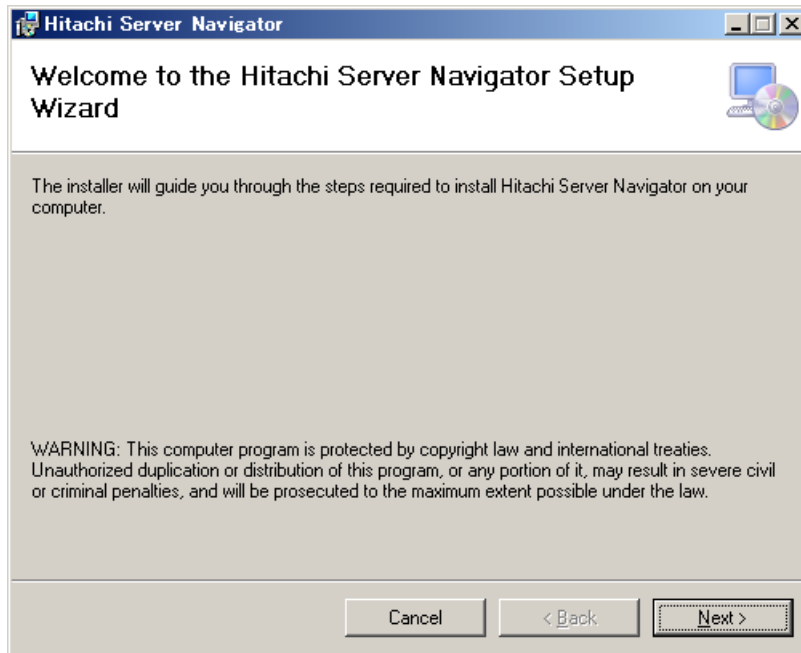 Hitachi Server Navigator
Welcome to the Hitachi Server Navigator Setup
Wizard
The installer will guide you through the steps required to install Hitachi Server Navigator on your
computer.
WARNING: This computer program is protected by copyright law and international treaties.
Unauthorized duplication or distribution of this program, or any portion of it, may result in severe civil
or criminal penalties, and will be prosecuted to the maximum extent possible under the law.
Cancel
< Back
Next >